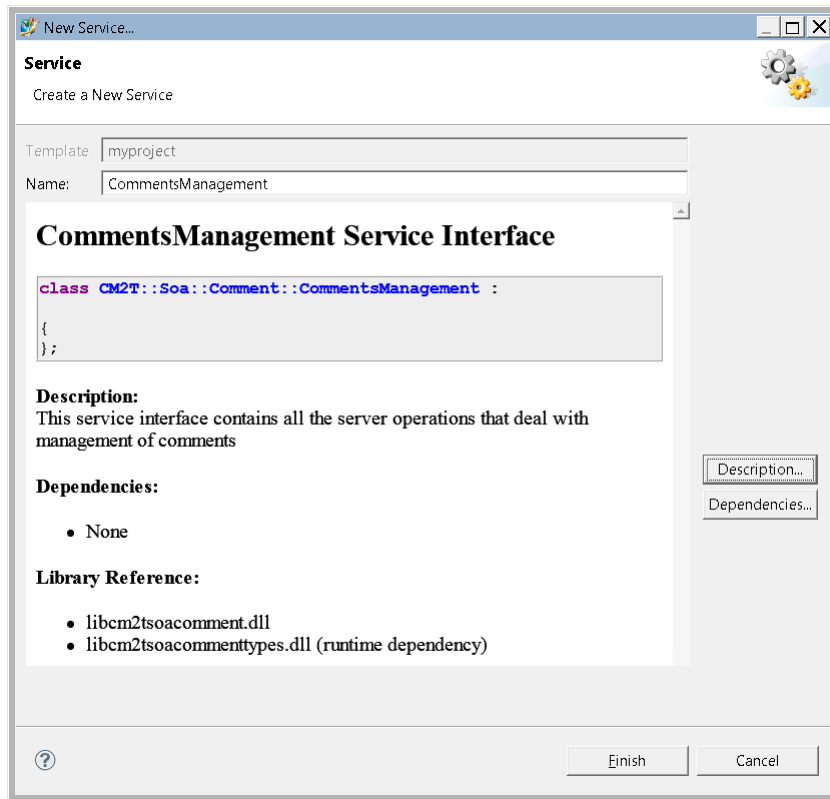 New Service...
Service
Create a New Service
Template myproject
Name: CommentsManagement
CommentsManagement Service Interface
class CM2T::Soa::Comment::CommentsManagement :
{
};
Description:
This service interface contains all the server operations that deal with
management of comments
Description...
Dependencies:
Dependencies...
• None
Library Reference:
• libcm2tsoacomment.dll
• libcm2tsoacommenttypes.dll (runtime dependency)
?
Finish Cancel